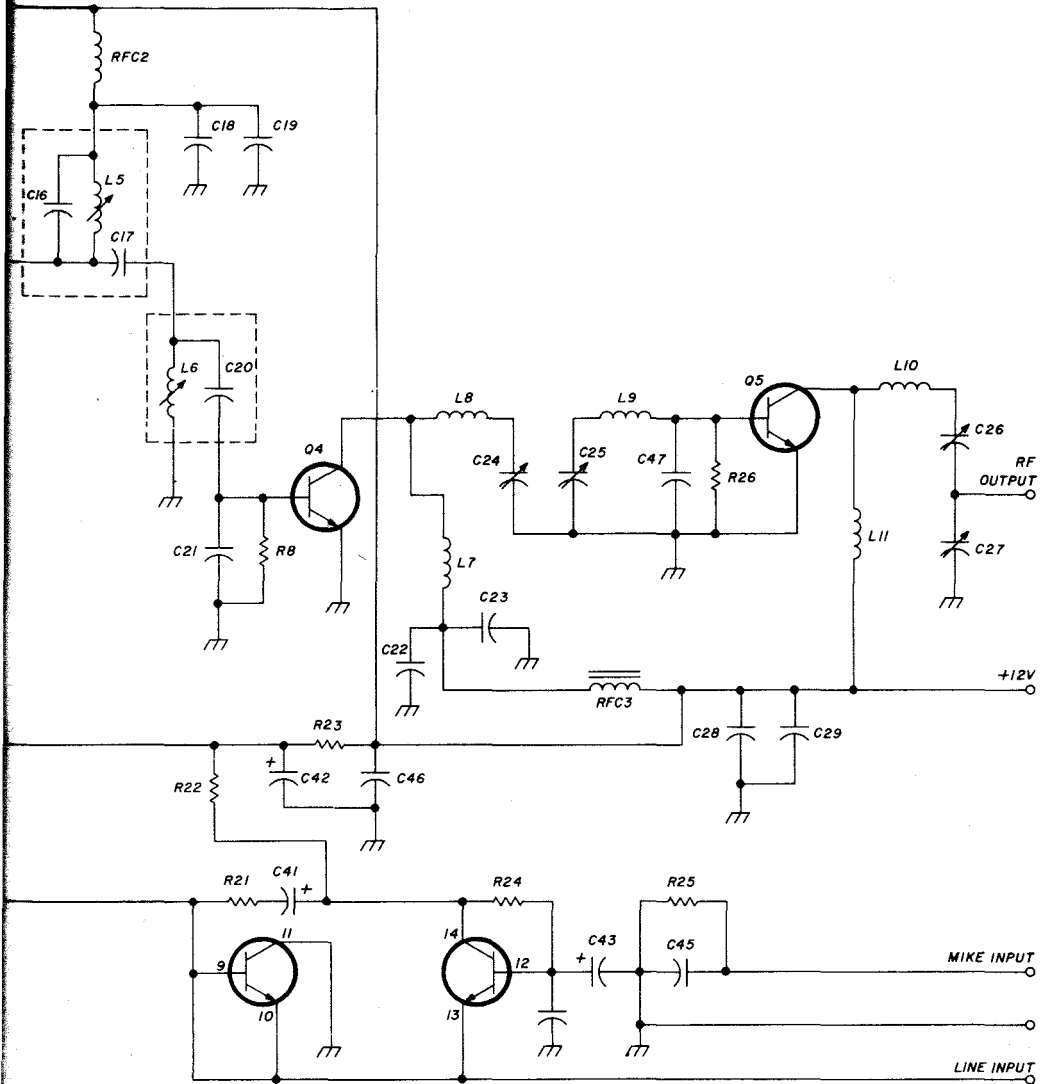 RFC2
C18
C19
C16
L5
C17
L6
C20
Q4
C21
R8
L8
C24
L9
C25
C47
R26
Q5
L10
C26
RF
OUTPUT
C27
L11
L7
C23
C22
RFC3
+12V
C28
C29
R23
+
C42
C46
R22
R21
C41
+
R24
R25
11
9
10
14
12
13
+
C43
C45
MIKE INPUT
LINE INPUT